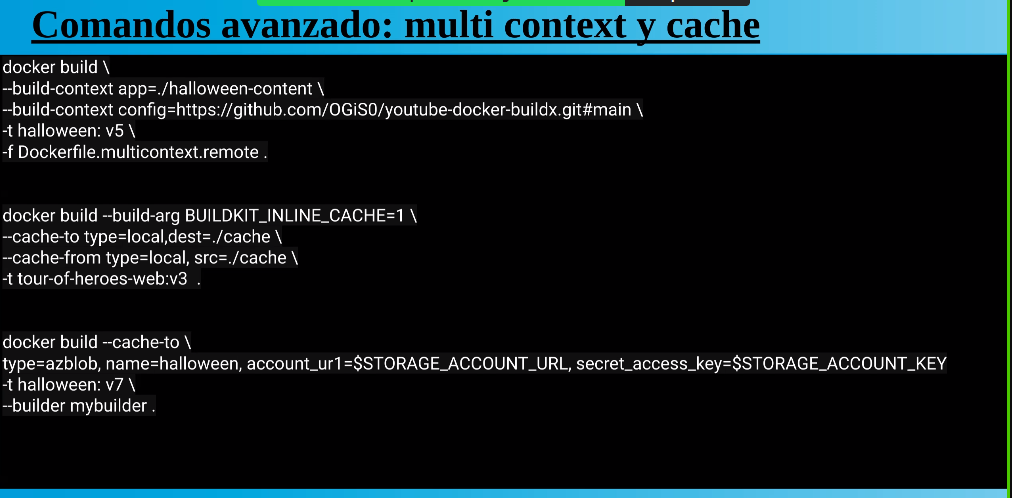 Comandos avanzado: multi context y cache
docker build \
--build-context app=./halloween-content \
--build-context config=https://github.com/OGiS0/youtube-docker-buildx.git#main \
-t halloween: v5 \
-f Dockerfile.multicontext.remote .
docker build --build-arg BUILDKIT_INLINE_CACHE=1 \
--cache-to type=local,dest=./cache \
--cache-from type=local, src=./cache \
-t tour-of-heroes-web:v3 .
docker build --cache-to \
type=azblob, name=halloween, account_ur1=$STORAGE_ACCOUNT_URL, secret_access_key=$STORAGE_ACCOUNT_KEY
-t halloween: v7 \
--builder mybuilder .